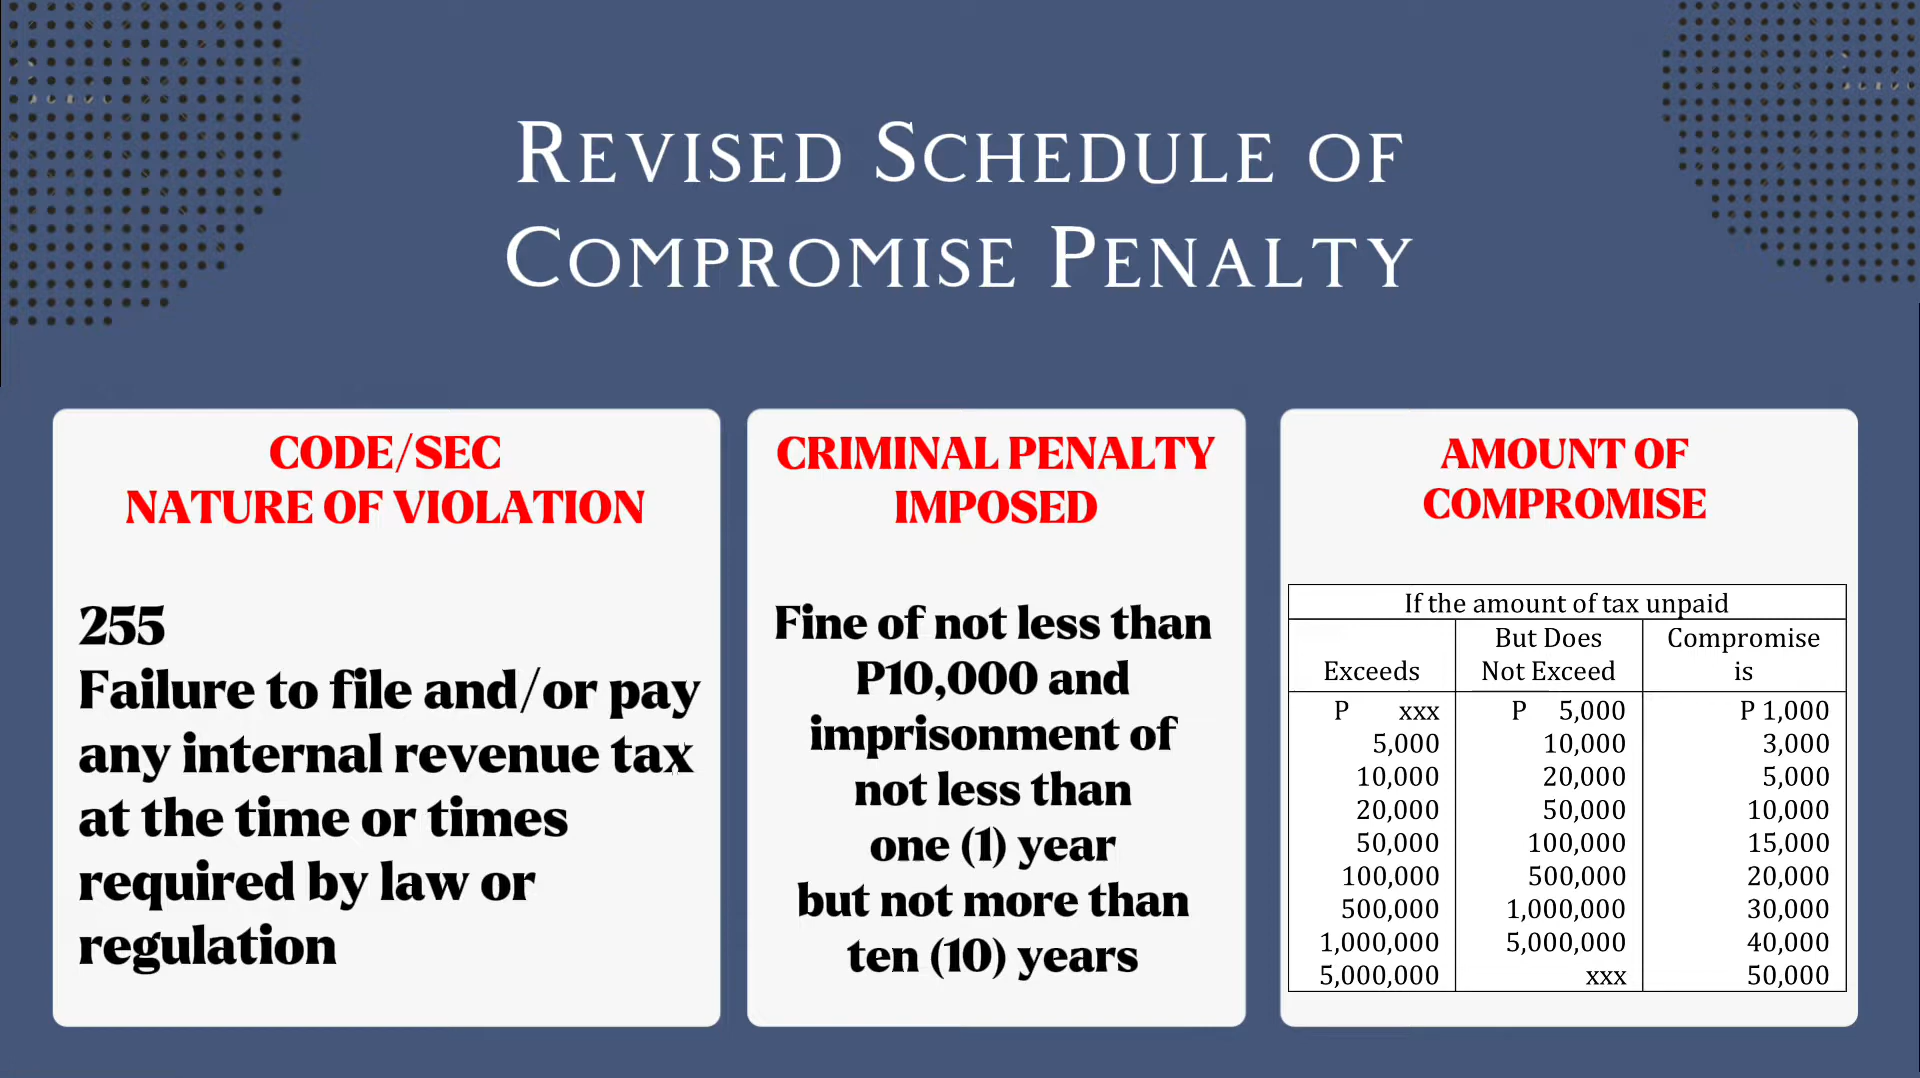 REVISED SCHEDULE OF
COMPROMISE PENALTY
CODE/SEC
NATURE OF VIOLATION
255
Failure to file and/or pay
any internal revenue tax
at the time or times
required by law or
regulation
CRIMINAL PENALTY
IMPOSED
Fine of not less than
P10,000 and
imprisonment of
not less than
one (1) year
but not more than
ten (10) years
AMOUNT OF
COMPROMISE
If the amount of tax unpaid
Exceeds But Does Not Exceed Compromise is
P xxx P 5,000 P 1,000
5,000 10,000 3,000
10,000 20,000 5,000
20,000 50,000 10,000
50,000 100,000 15,000
100,000 500,000 20,000
500,000 1,000,000 30,000
1,000,000 5,000,000 40,000
5,000,000 xxx 50,000